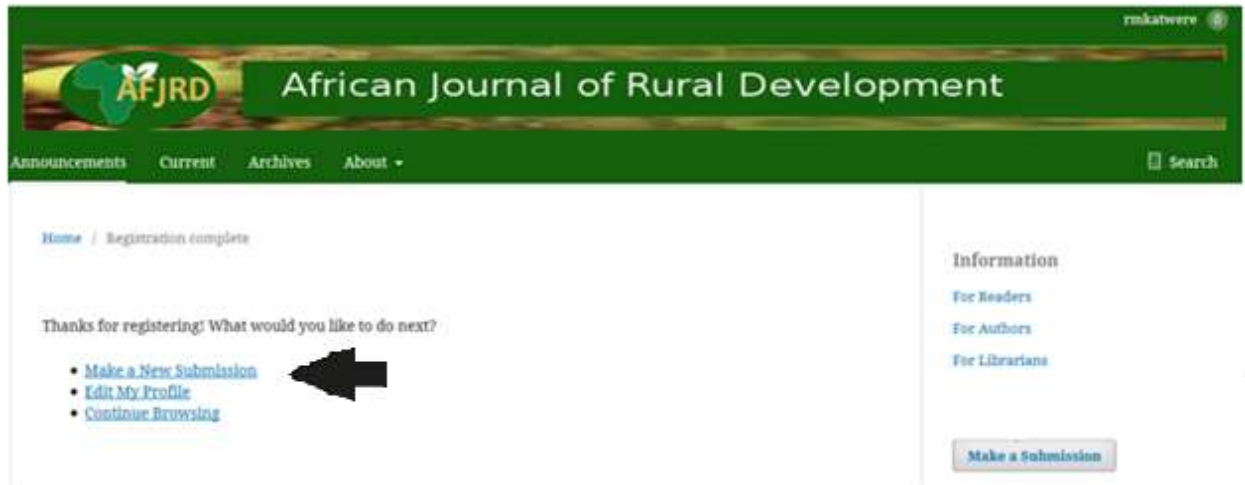 rmkatwere 0
AFJRD
African Journal of Rural Development
Announcements Current Archives About
Search
Home / Registration complete
Thanks for registering! What would you like to do next?
Make a New Submission
Edit My Profile
Continue Browsing
Information
For Readers
For Authors
For Librarians
Make a Submission